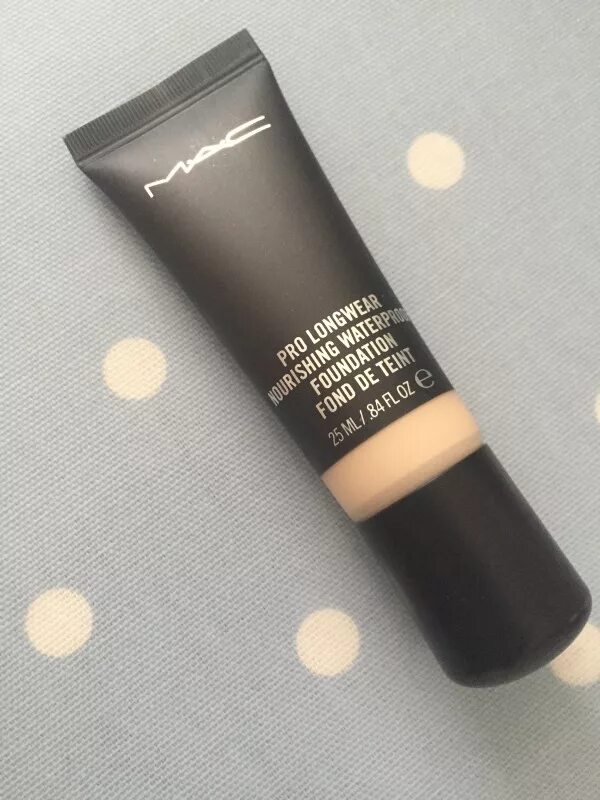 MAC
PRO LONGWEAR
NOURISHING WATERPROOF
FOUNDATION
FOND DE TEINT
25 ML / .84 FL OZ ℮